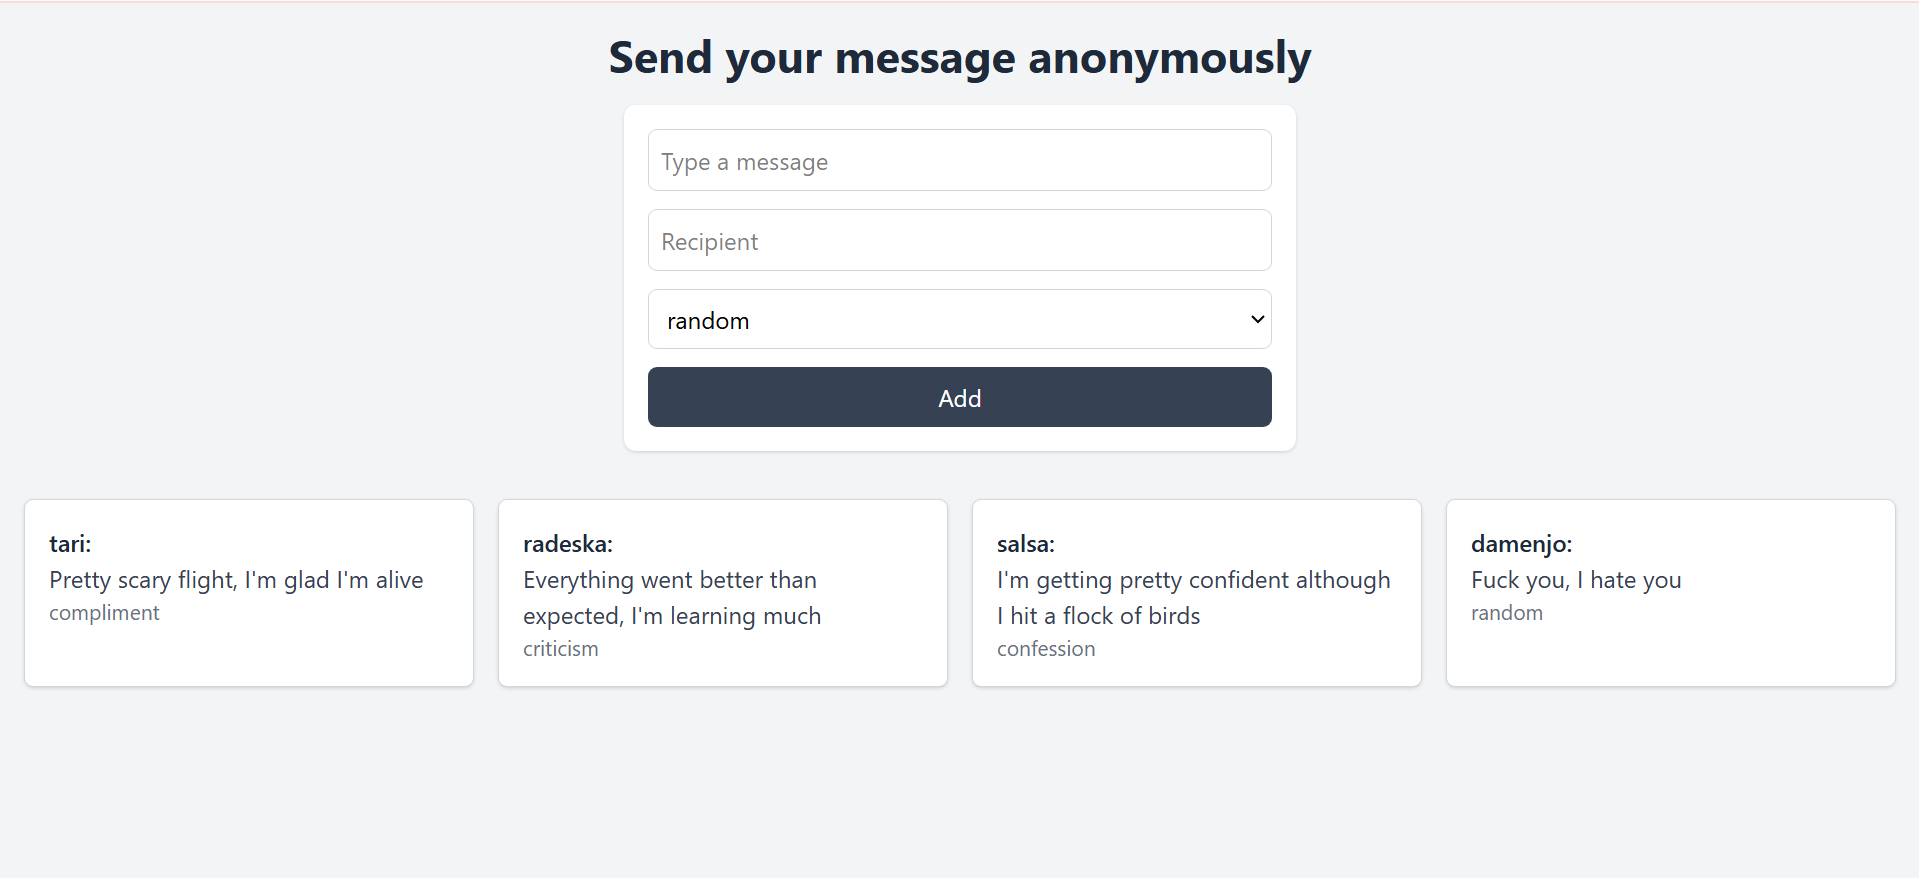 Send your message anonymously
Type a message
Recipient
random
Add
tari:
Pretty scary flight, I'm glad I'm alive
compliment
radeska:
Everything went better than
expected, I'm learning much
criticism
salsa:
I'm getting pretty confident although
I hit a flock of birds
confession
damenjo:
Fuck you, I hate you
random